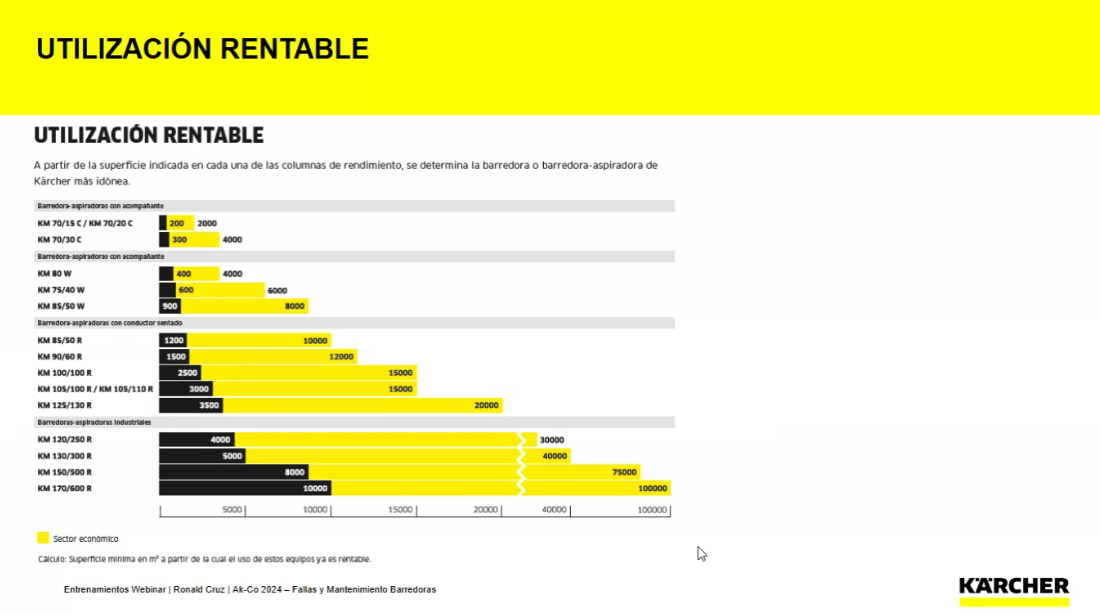 UTILIZACIÓN RENTABLE
UTILIZACIÓN RENTABLE
A partir de la superficie indicada en cada una de las columnas de rendimiento, se determina la barredora o barredora-aspiradora de
Kärcher más idónea.
Barredora-aspiradoras con acompañante
KM 70/15 C / KM 70/20 C 200 2000
KM 70/30 C 300 4000
Barredora-aspiradoras con acompañante
KM 80 W 400 4000
KM 75/40 W 600 6000
KM 85/50 W 900 8000
Barredora-aspiradoras con conductor sentado
KM 85/50 R 1200 10000
KM 90/60 R 1500 12000
KM 100/100 R 2500 15000
KM 105/100 R / KM 105/110 R 3000 15000
KM 125/130 R 3500 20000
Barredoras-aspiradoras industriales
KM 120/250 R 4000 30000
KM 130/300 R 5000 40000
KM 150/500 R 8000 75000
KM 170/600 R 10000 100000
5000 10000 15000 20000 40000 100000
Sector económico
Cálculo: Superficie mínima en m² a partir de la cual el uso de estos equipos ya es rentable.
Entrenamientos Webinar | Ronald Cruz | Ak-Co 2024 – Fallas y Mantenimiento Barredoras
KÄRCHER